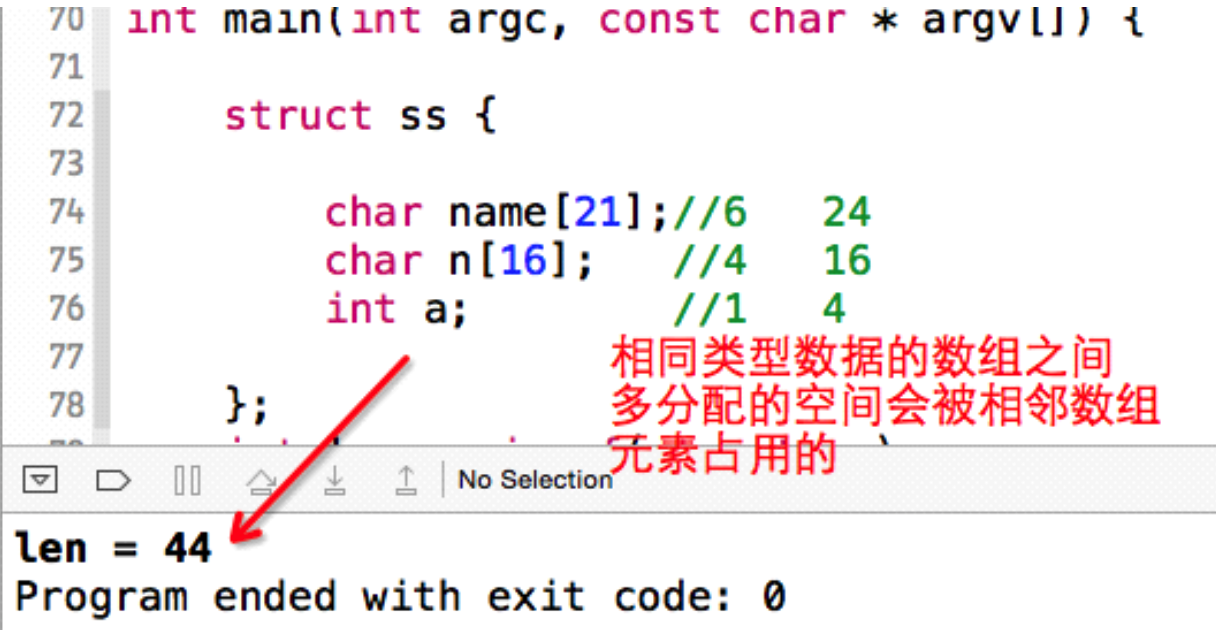 70 int main(int argc, const char * argv[]) {
71
72 struct ss {
73
74 char name[21];//6 24
75 char n[16]; //4 16
76 int a; //1 4
77
相同类型数据的数组之间
78 };
多分配的空间会被相邻数组
元素占用的
No Selection
len = 44
Program ended with exit code: 0